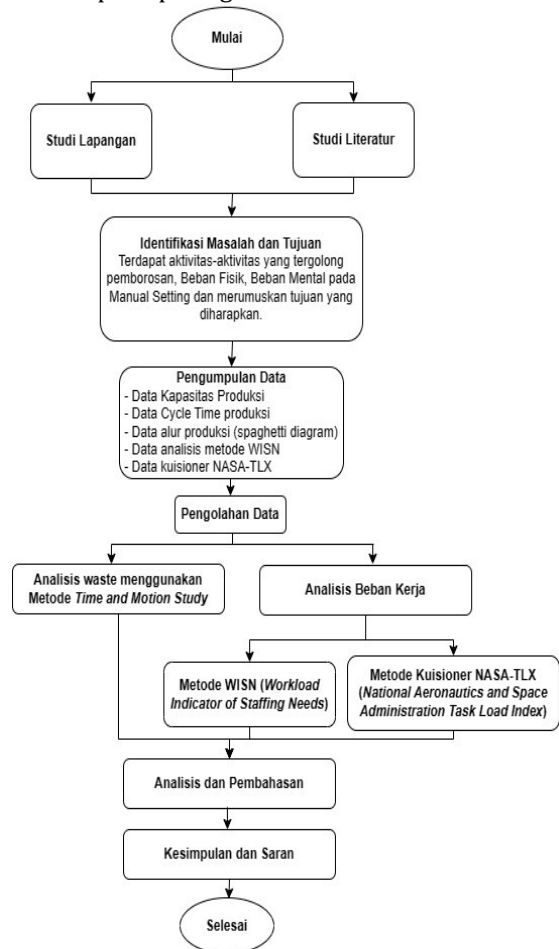 Mulai
Studi Lapangan
Studi Literatur
Identifikasi Masalah dan Tujuan
Terdapat aktivitas-aktivitas yang tergolong
pemborosan, Beban Fisik, Beban Mental pada
Manual Setting dan merumuskan tujuan yang
diharapkan.
Pengumpulan Data
- Data Kapasitas Produksi
- Data Cycle Time produksi
- Data alur produksi (spaghetti diagram)
- Data analisis metode WISN
- Data kuisioner NASA-TLX
Pengolahan Data
Analisis waste menggunakan
Metode Time and Motion Study
Analisis Beban Kerja
Metode WISN (Workload
Indicator of Staffing Needs)
Metode Kuisioner NASA-TLX
(National Aeronautics and Space
Administration Task Load Index)
Analisis dan Pembahasan
Kesimpulan dan Saran
Selesai